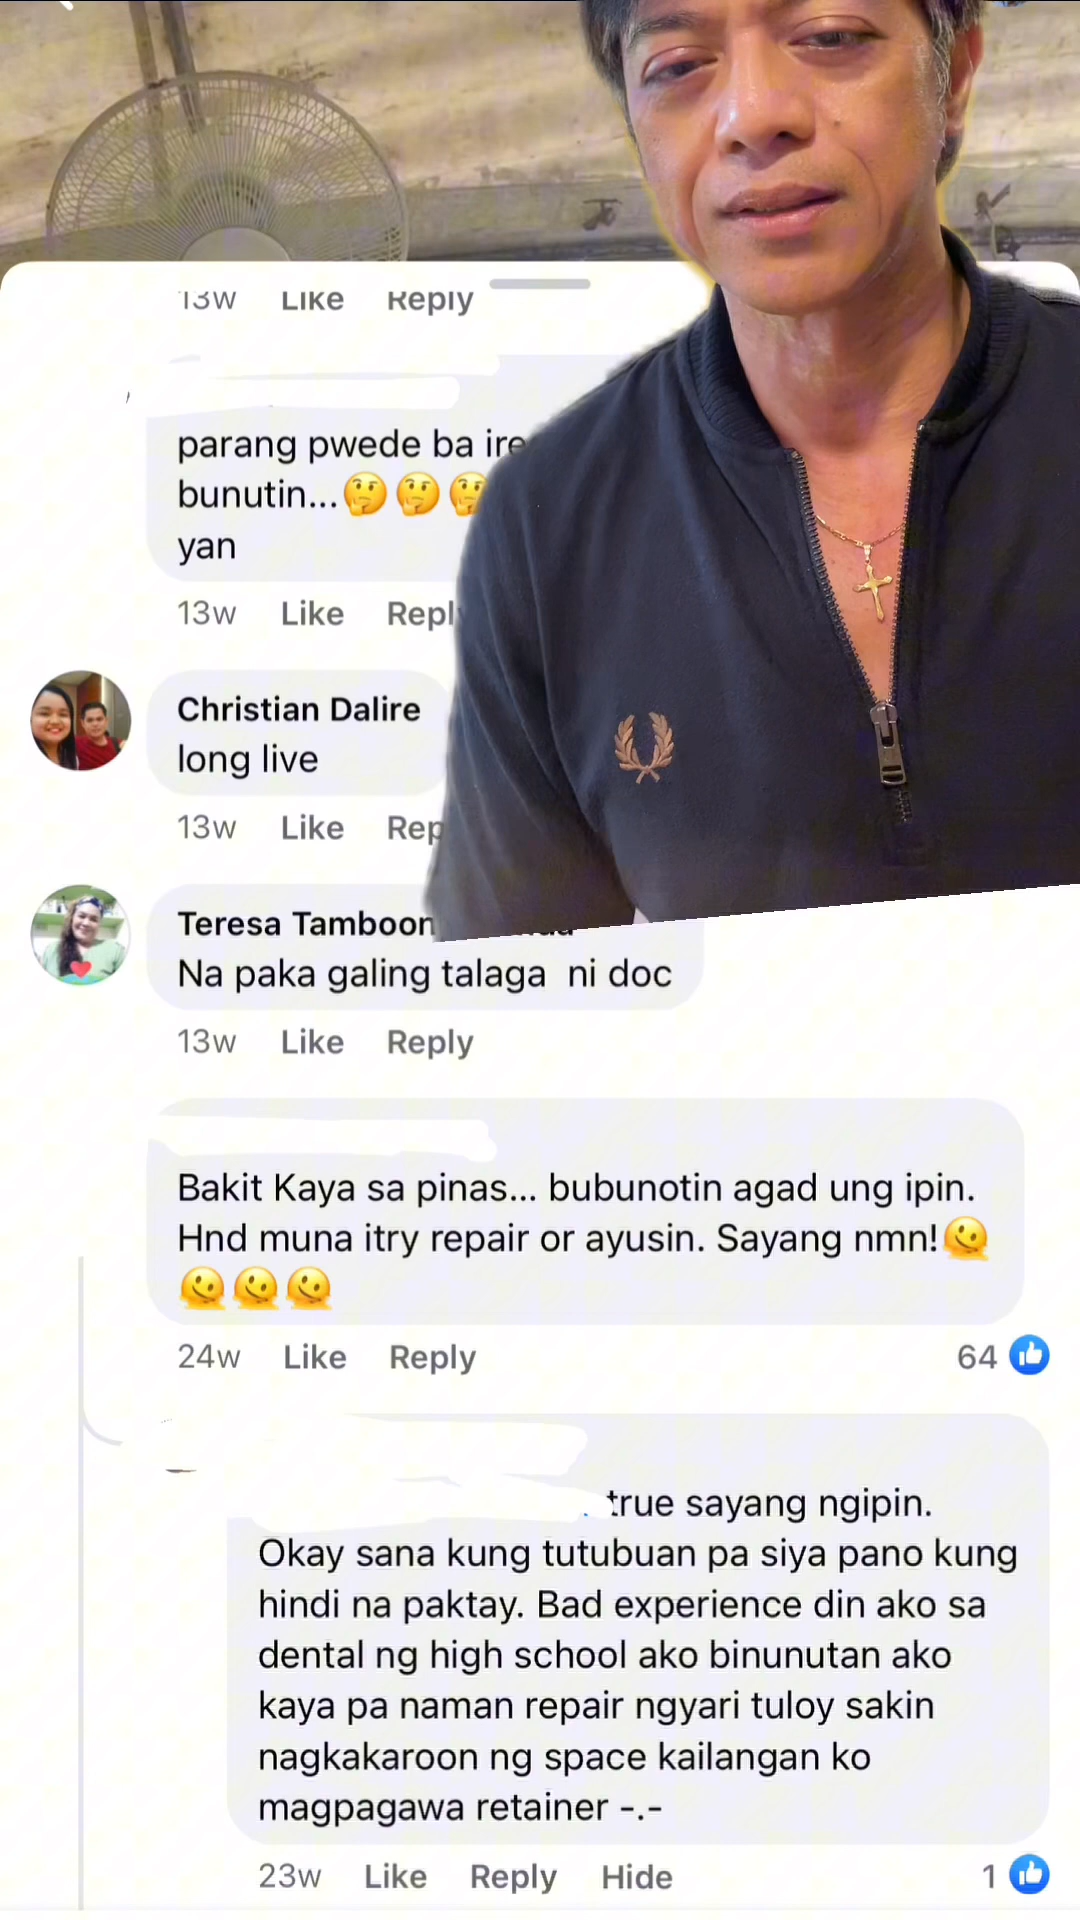 13w Like Reply
parang pwede ba ire
bunutin...🤔🤔🤔
yan
13w Like Reply
Christian Dalire
long live
13w Like Rep
Teresa Tamboon
Na paka galing talaga ni doc
13w Like Reply
Bakit Kaya sa pinas... bubunotin agad ung ipin.
Hnd muna itry repair or ayusin. Sayang nmn!🫠
🫠🫠🫠
24w Like Reply 64
true sayang ngipin.
Okay sana kung tutubuan pa siya pano kung
hindi na paktay. Bad experience din ako sa
dental ng high school ako binunutan ako
kaya pa naman repair ngyari tuloy sakin
nagkakaroon ng space kailangan ko
magpagawa retainer -.-
23w Like Reply Hide 1